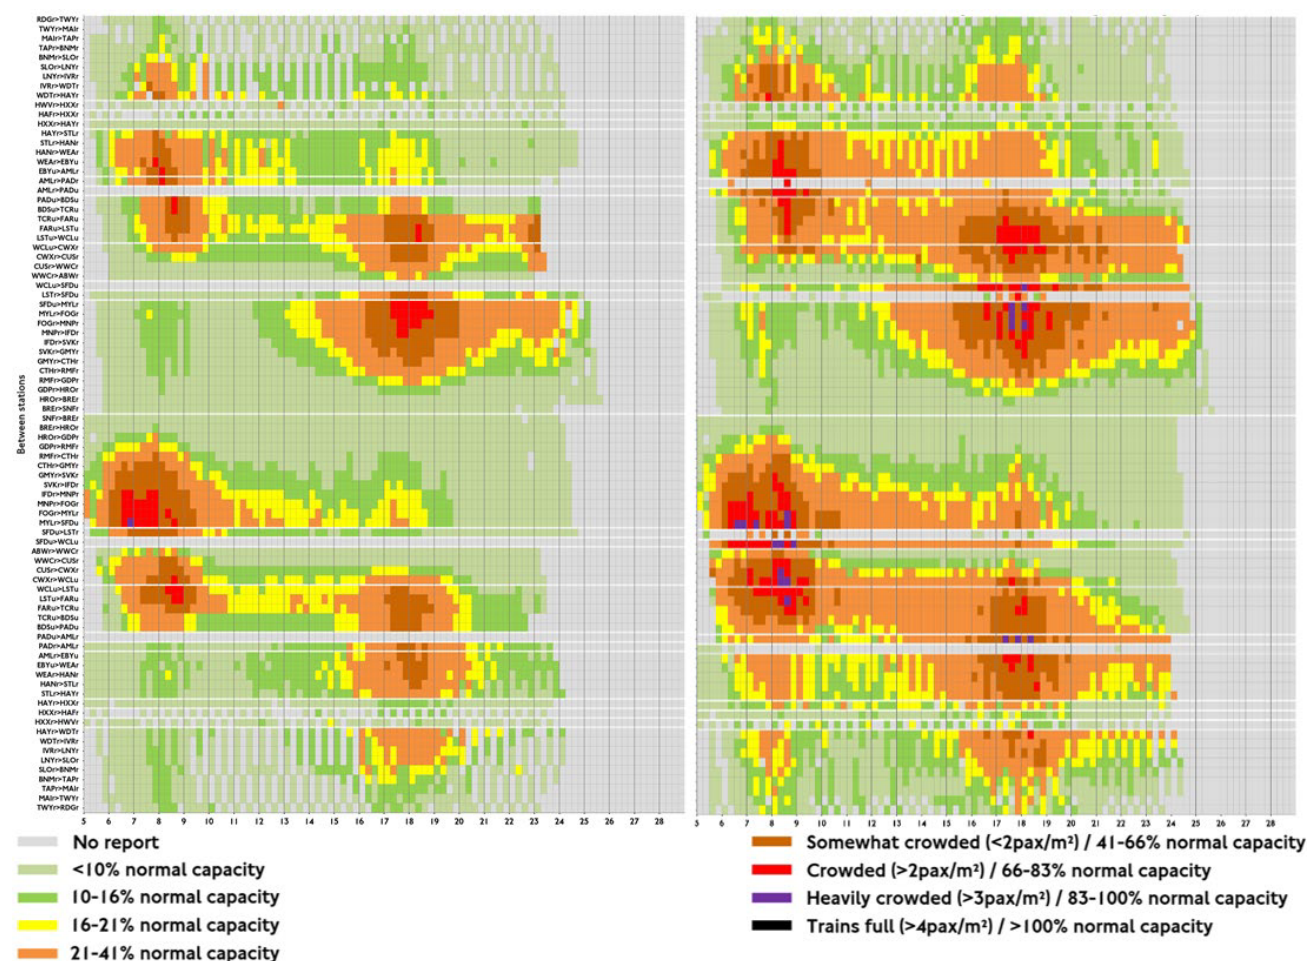 RDGr>TWYr
TWYr>MAIr
MAIr>TAPr
TAPr>BNMr
BNMr>SLOr
SLOr>LNYr
LNYr>IVRr
IVRr>WDTr
WDTr>HAYr
HWVr>HXXr
HAFr>HXXr
HXXr>HAYr
HAYr>STLr
STLr>HANr
HANr>WEAr
WEAr>EBYu
EBYu>AMLr
AMLr>PADr
AMLr>PADu
PADu>BDSu
BDSu>TCRu
TCRu>FARu
FARu>LSTu
LSTu>WCLu
WCLu>CWXr
CWXr>CUSr
CUSr>WWCr
WWCr>ABWr
WCLu>SFDu
LSTr>SFDu
SFDu>MYLr
MYLr>FOGr
FOGr>MNPr
MNPr>IFDr
IFDr>SVKr
SVKr>GMYr
GMYr>CTHr
CTHr>RMFr
RMFr>GDPr
GDPr>HROr
HROr>BREr
BREr>SNFr
SNFr>BREr
BREr>HROr
HROr>GDPr
GDPr>RMFr
RMFr>CTHr
CTHr>GMYr
GMYr>SVKr
SVKr>IFDr
IFDr>MNPr
MNPr>FOGr
FOGr>MYLr
MYLr>SFDu
SFDu>LSTr
SFDu>WCLu
ABWr>WWCr
WWCr>CUSr
CUSr>CWXr
CWXr>WCLu
WCLu>LSTu
LSTu>FARu
FARu>TCRu
TCRu>BDSu
BDSu>PADu
PADu>AMLr
PADr>AMLr
AMLr>EBYu
EBYu>WEAr
WEAr>HANr
HANr>STLr
STLr>HAYr
HAYr>HXXr
HXXr>HAFr
HXXr>HWVr
HAYr>WDTr
WDTr>IVRr
IVRr>LNYr
LNYr>SLOr
SLOr>BNMr
BNMr>TAPr
TAPr>MAIr
MAIr>TWYr
TWYr>RDGr
Between stations
5 6 7 8 9 10 11 12 13 14 15 16 17 18 19 20 21 22 23 24 25 26 27 28
5 6 7 8 9 10 11 12 13 14 15 16 17 18 19 20 21 22 23 24 25 26 27 28
No report
<10% normal capacity
10-16% normal capacity
16-21% normal capacity
21-41% normal capacity
Somewhat crowded (<2pax/m²) / 41-66% normal capacity
Crowded (>2pax/m²) / 66-83% normal capacity
Heavily crowded (>3pax/m²) / 83-100% normal capacity
Trains full (>4pax/m²) / >100% normal capacity